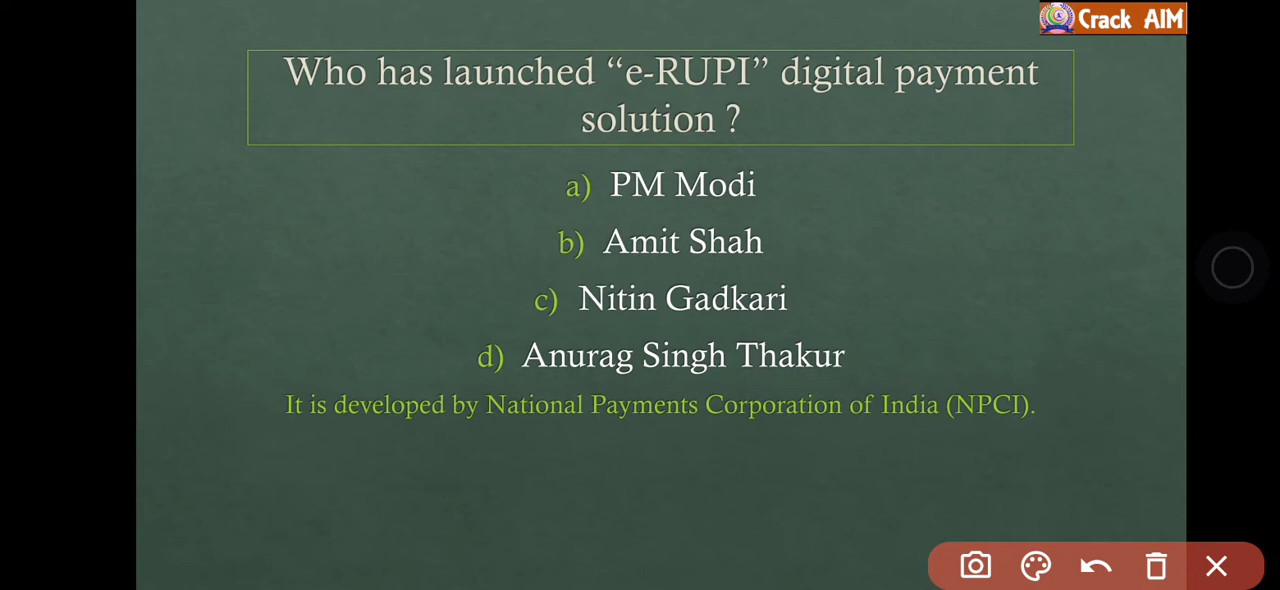 Crack AIM
Who has launched “e-RUPI” digital payment
solution ?
a) PM Modi
b) Amit Shah
c) Nitin Gadkari
d) Anurag Singh Thakur
It is developed by National Payments Corporation of India (NPCI).